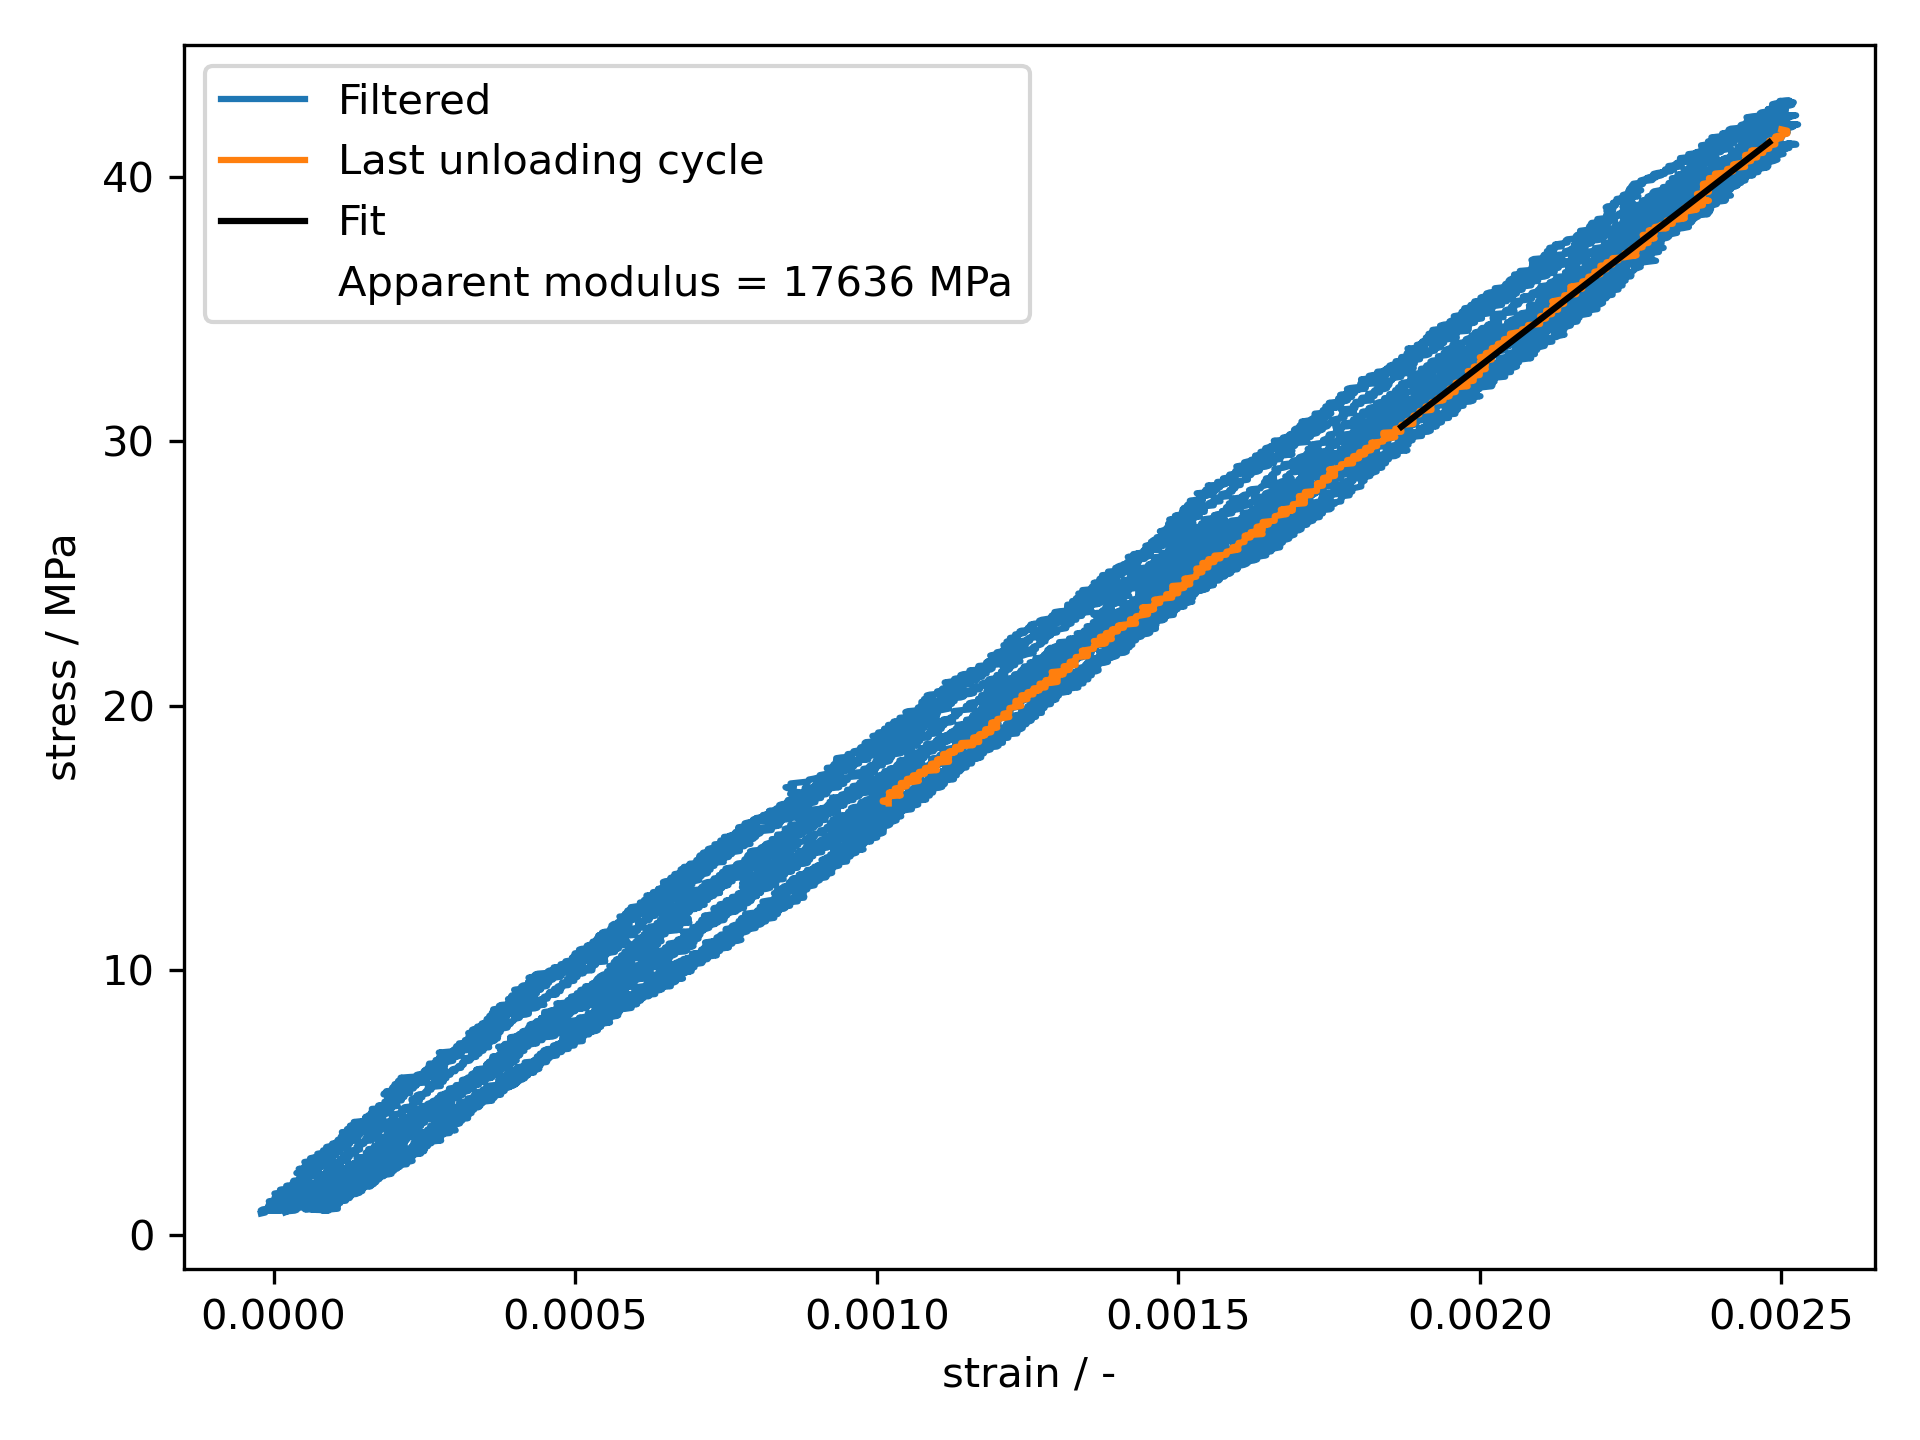 Filtered
Last unloading cycle
Fit
Apparent modulus = 17636 MPa
stress / MPa
40
30
20
10
0
0.0000 0.0005 0.0010 0.0015 0.0020 0.0025
strain / -